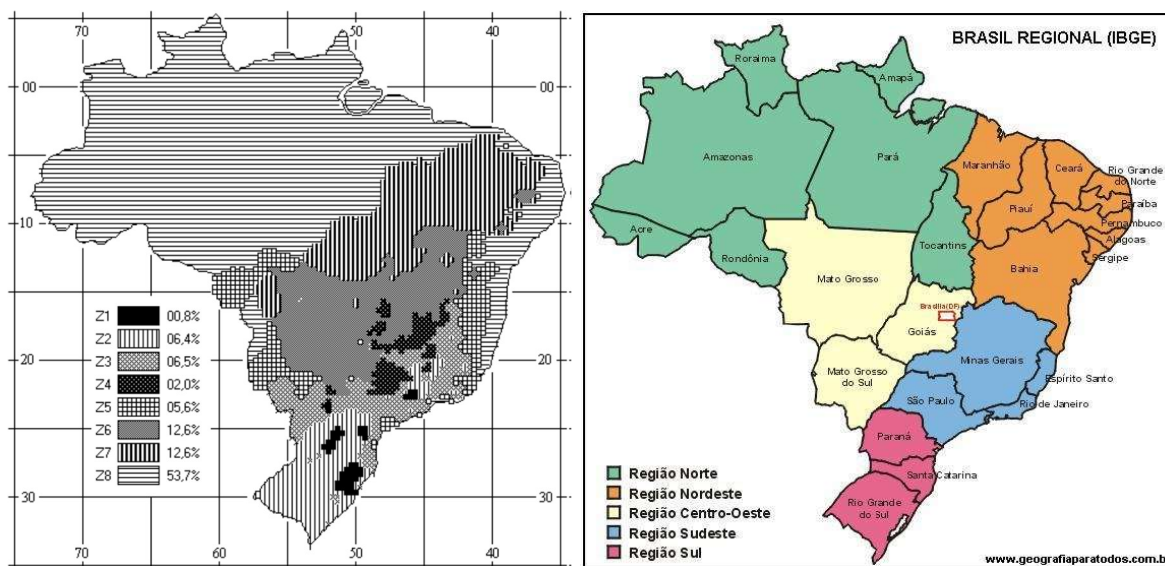 70
60
50
40
00
00
10
10
20
20
30
30
70
60
50
40
Z1 00,8%
Z2 06,4%
Z3 06,5%
Z4 02,0%
Z5 05,6%
Z6 12,6%
Z7 12,6%
Z8 53,7%
BRASIL REGIONAL (IBGE)
Roraima
Amapá
Amazonas
Pará
Maranhão
Ceará
Rio Grande
do Norte
Paraíba
Piauí
Pernambuco
Alagoas
Sergipe
Acre
Rondônia
Tocantins
Bahia
Mato Grosso
Brasília(DF)
Goiás
Minas Gerais
Mato Grosso
do Sul
Espírito Santo
São Paulo
Rio de Janeiro
Paraná
Santa Catarina
Rio Grande
do Sul
Região Norte
Região Nordeste
Região Centro-Oeste
Região Sudeste
Região Sul
www.geografiaparatodos.com.b